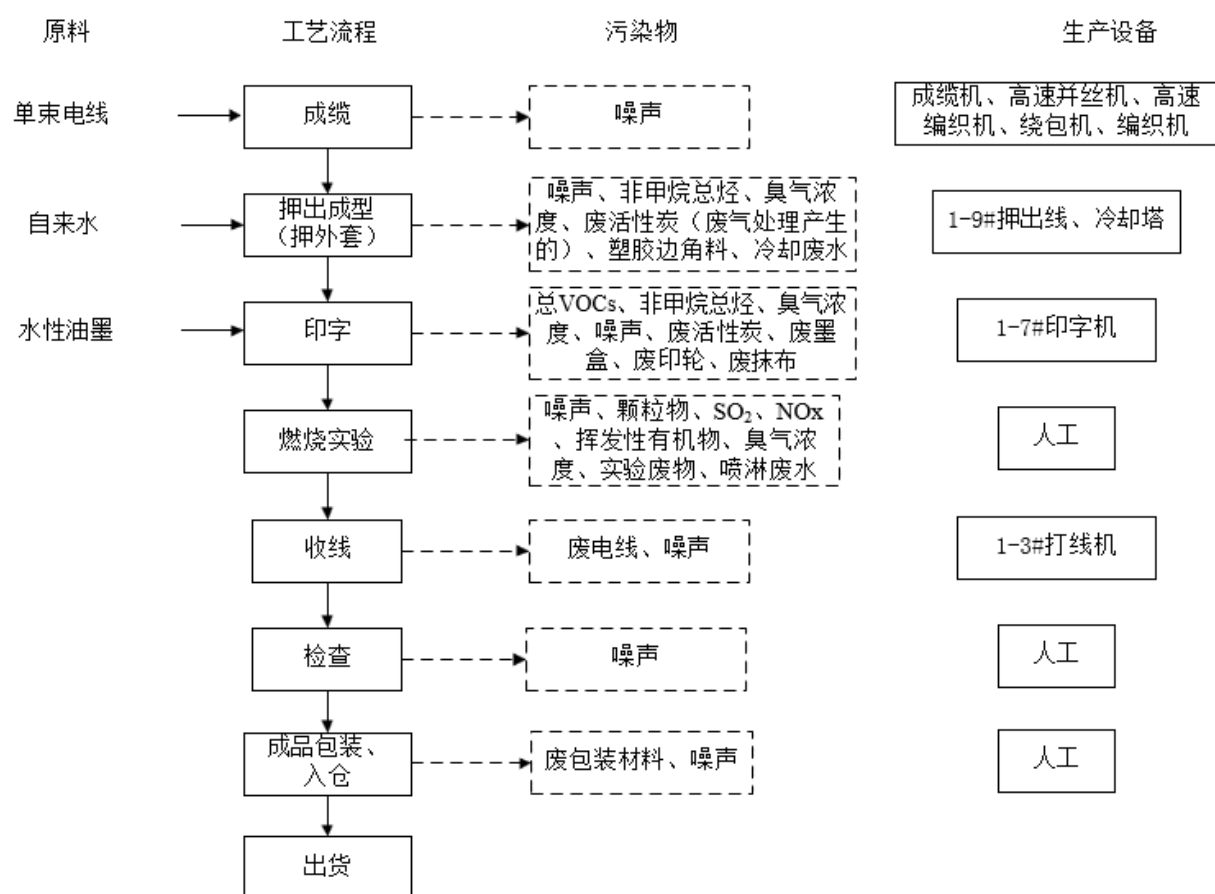 原料 工艺流程 污染物 生产设备
单束电线
成缆
噪声
成缆机、高速并丝机、高速
编织机、绕包机、编织机
自来水
押出成型
（押外套）
噪声、非甲烷总烃、臭气浓
度、废活性炭（废气处理产生
的）、塑胶边角料、冷却废水
1-9#押出线、冷却塔
水性油墨
印字
总VOCs、非甲烷总烃、臭气浓
度、噪声、废活性炭、废墨
盒、废印轮、废抹布
1-7#印字机
燃烧实验
噪声、颗粒物、SO₂、NOx
、挥发性有机物、臭气浓
度、实验废物、喷淋废水
人工
收线
废电线、噪声
1-3#打线机
检查
噪声
人工
成品包装、
入仓
废包装材料、噪声
人工
出货